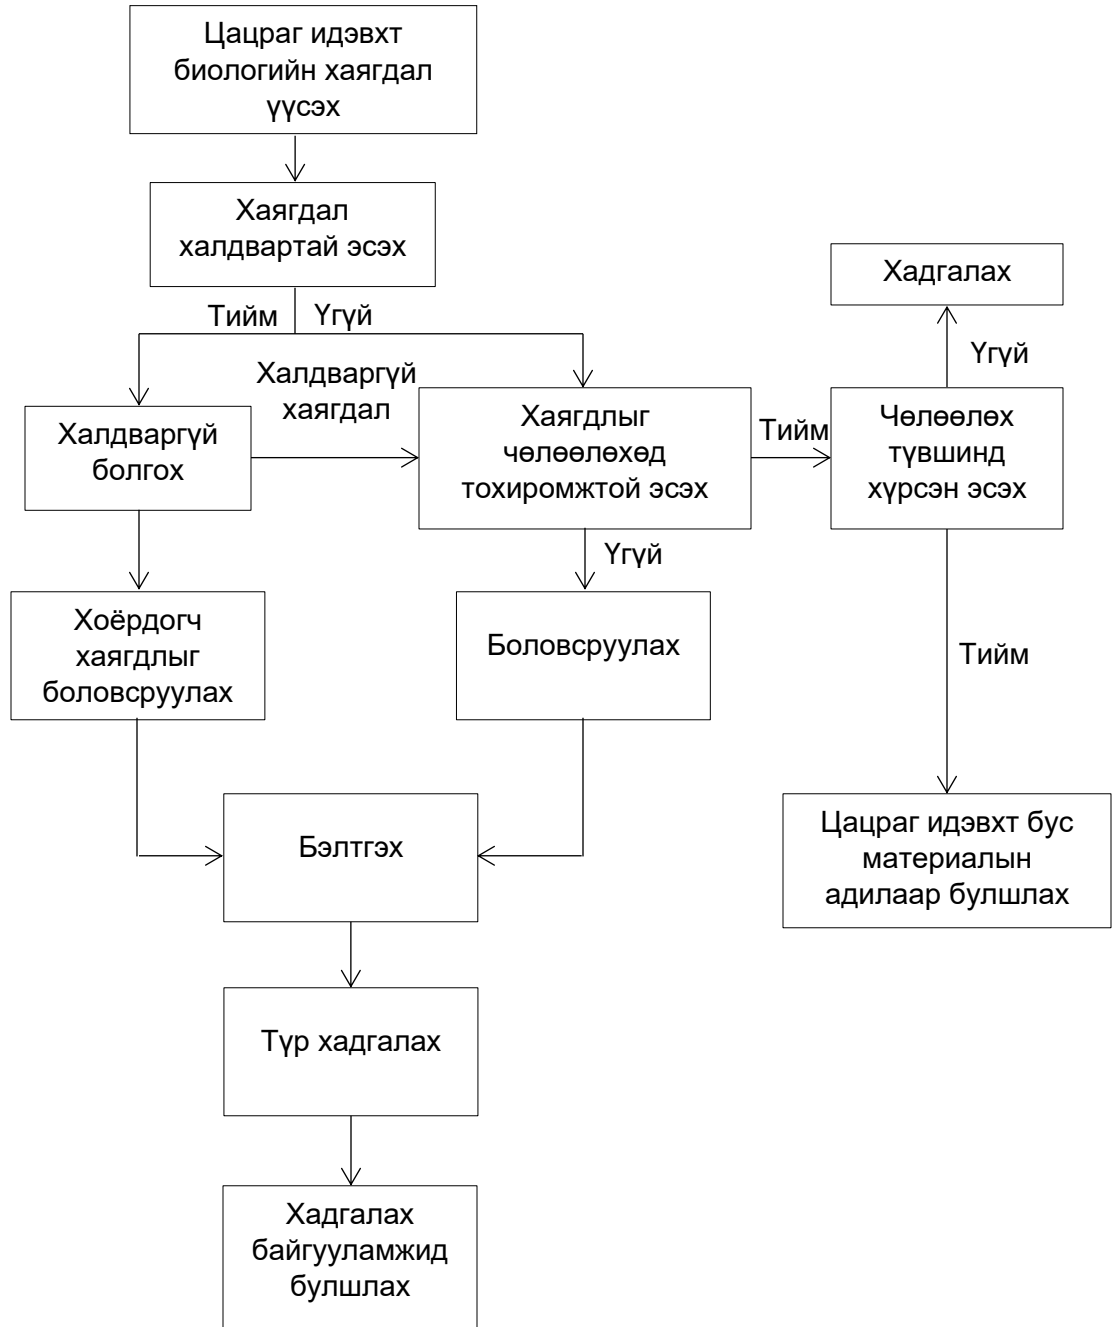 Цацраг идэвхт
биологийн хаягдал
үүсэх
Хаягдал
халдвартай эсэх
Хадгалах
Тийм
Үгүй
Үгүй
Халдваргүй
хаягдал
Халдваргүй
болгох
Хаягдлыг
чөлөөлөхөд
тохиромжтой эсэх
Тийм
Чөлөөлөх
түвшинд
хүрсэн эсэх
Үгүй
Хоёрдогч
хаягдлыг
боловсруулах
Боловсруулах
Тийм
Бэлтгэх
Цацраг идэвхт бус
материалын
адилаар булшлах
Түр хадгалах
Хадгалах
байгууламжид
булшлах